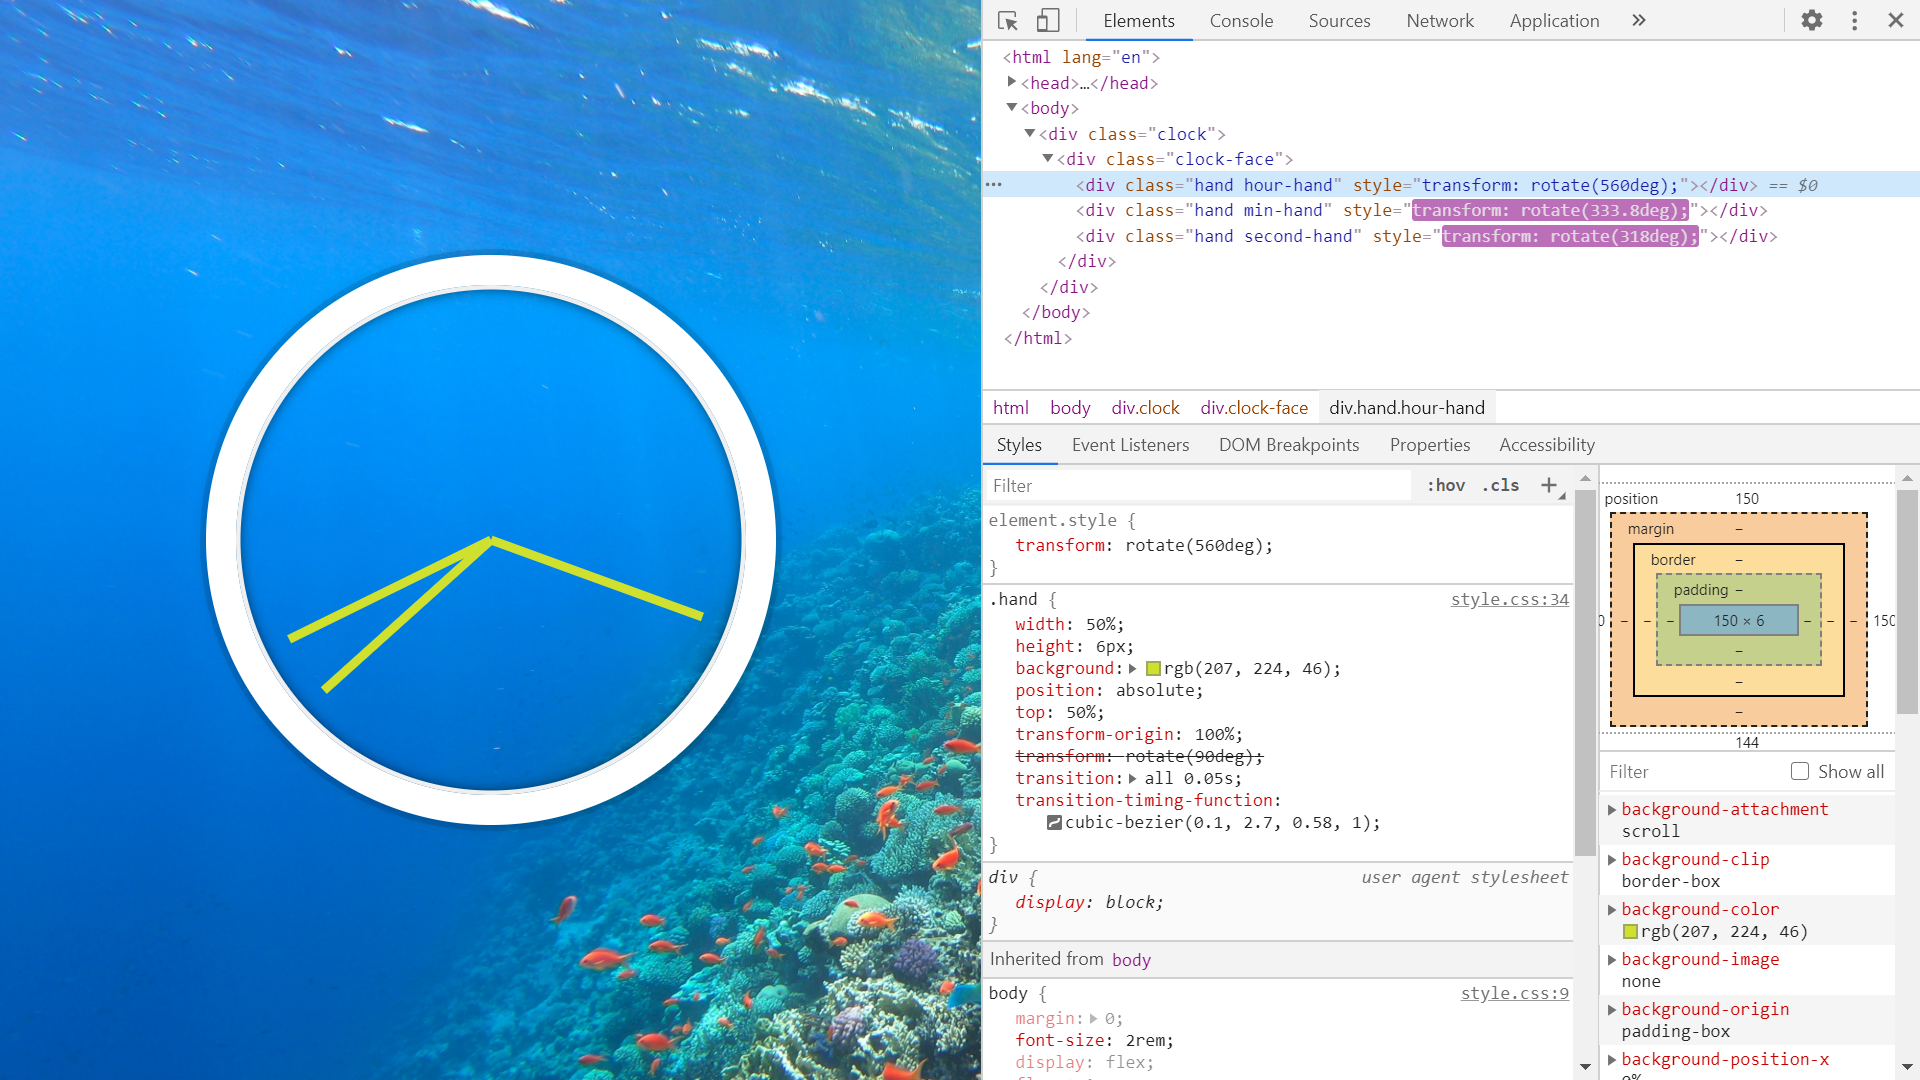 Elements Console Sources Network Application »
<html lang="en">
<head>…</head>
<body>
<div class="clock">
<div class="clock-face">
<div class="hand hour-hand" style="transform: rotate(560deg);"></div> == $0
<div class="hand min-hand" style="transform: rotate(333.8deg);"></div>
<div class="hand second-hand" style="transform: rotate(318deg);"></div>
</div>
</div>
</body>
</html>
html body div.clock div.clock-face div.hand.hour-hand
Styles Event Listeners DOM Breakpoints Properties Accessibility
Filter :hov .cls +
element.style {
transform: rotate(560deg);
}
.hand { style.css:34
width: 50%;
height: 6px;
background: rgb(207, 224, 46);
position: absolute;
top: 50%;
transform-origin: 100%;
transform: rotate(90deg);
transition: all 0.05s;
transition-timing-function:
cubic-bezier(0.1, 2.7, 0.58, 1);
}
div { user agent stylesheet
display: block;
}
Inherited from body
body { style.css:9
margin: 0;
font-size: 2rem;
display: flex;
position 150
margin –
border –
padding –
0 – – – 150 × 6 – – – 150
–
–
–
144
Filter Show all
background-attachment
scroll
background-clip
border-box
background-color
rgb(207, 224, 46)
background-image
none
background-origin
padding-box
background-position-x